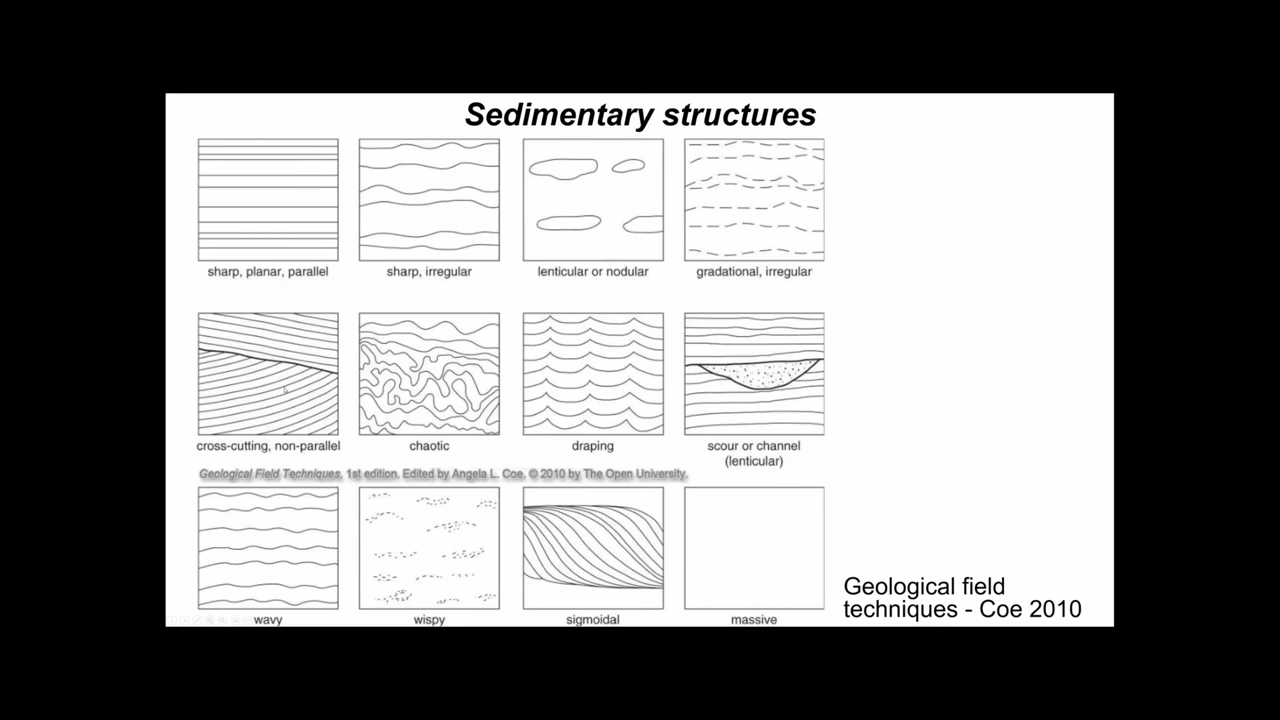 Sedimentary structures
sharp, planar, parallel
sharp, irregular
lenticular or nodular
gradational, irregular
cross-cutting, non-parallel
chaotic
draping
scour or channel
(lenticular)
Geological Field Techniques, 1st edition. Edited by Angela L. Coe. © 2010 by The Open University.
wavy
wispy
sigmoidal
massive
Geological field
techniques - Coe 2010